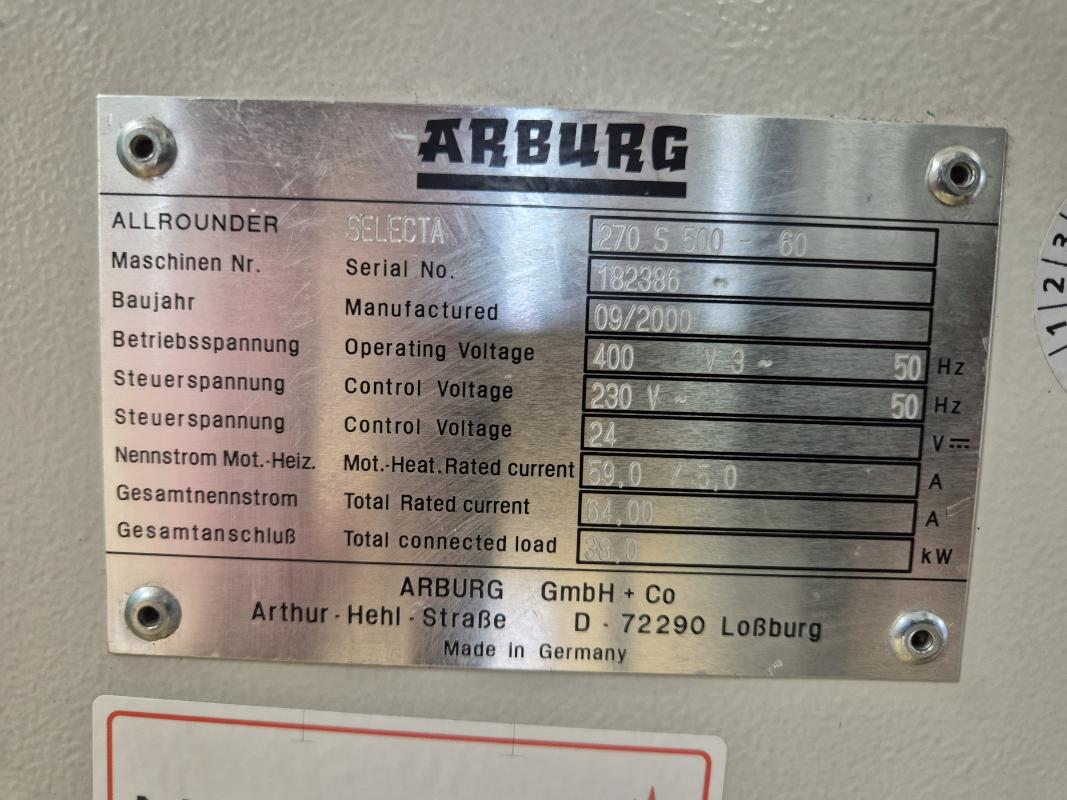 ARBURG
ALLROUNDER SELECTA 270 S 500 - 60
Maschinen Nr. Serial No. 182386
Baujahr Manufactured 09/2000
Betriebsspannung Operating Voltage 400 V 3 ~ 50 Hz
Steuerspannung Control Voltage 230 V ~ 50 Hz
Steuerspannung Control Voltage 24 V ⎓
Nennstrom Mot.-Heiz. Mot.-Heat. Rated current 59,0 / 5,0 A
Gesamtnennstrom Total Rated current 64,00 A
Gesamtanschluß Total connected load 38,0 kW
ARBURG GmbH + Co
Arthur - Hehl - Straße D - 72290 Loßburg
Made in Germany
1/2/3/